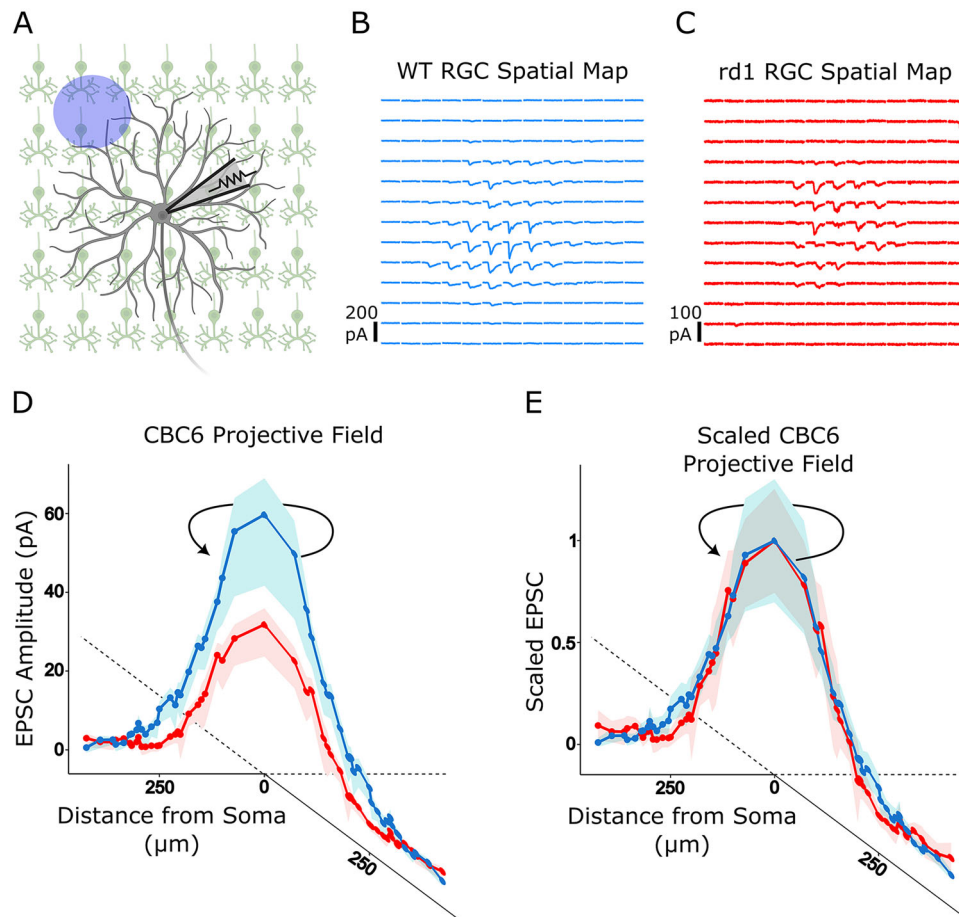 A
B
C
WT RGC Spatial Map
rd1 RGC Spatial Map
200
pA
100
pA
D
E
CBC6 Projective Field
Scaled CBC6
Projective Field
EPSC Amplitude (pA)
60
40
20
0
250
0
250
Distance from Soma
(µm)
Scaled EPSC
1
0.5
0
250
0
250
Distance from Soma
(µm)